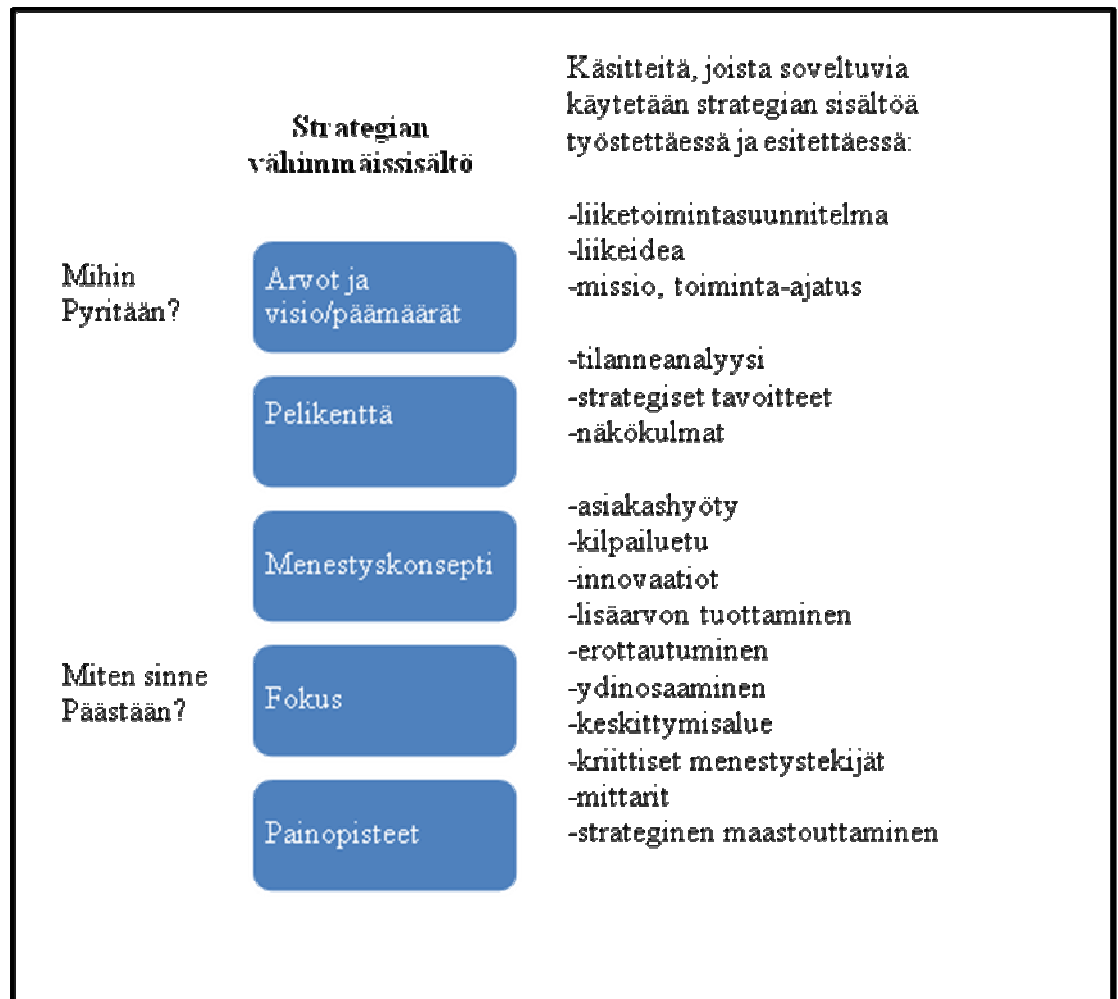 Strategian
vähimmäissisältö
Käsitteitä, joista soveltuvia
käytetään strategian sisältöä
työstettäessä ja esitettäessä:
Mihin
Pyritään?
Arvot ja
visio/päämäärät
Pelikenttä
Menestyskonsepti
Miten sinne
Päästään?
Fokus
Painopisteet
-liiketoimintasuunnitelma
-liikeidea
-missio, toiminta-ajatus
-tilanneanalyysi
-strategiset tavoitteet
-näkökulmat
-asiakashyöty
-kilpailuetu
-innovaatiot
-lisäarvon tuottaminen
-erottautuminen
-ydinosaaminen
-keskittymisalue
-kriittiset menestystekijät
-mittarit
-strateginen maastouttaminen